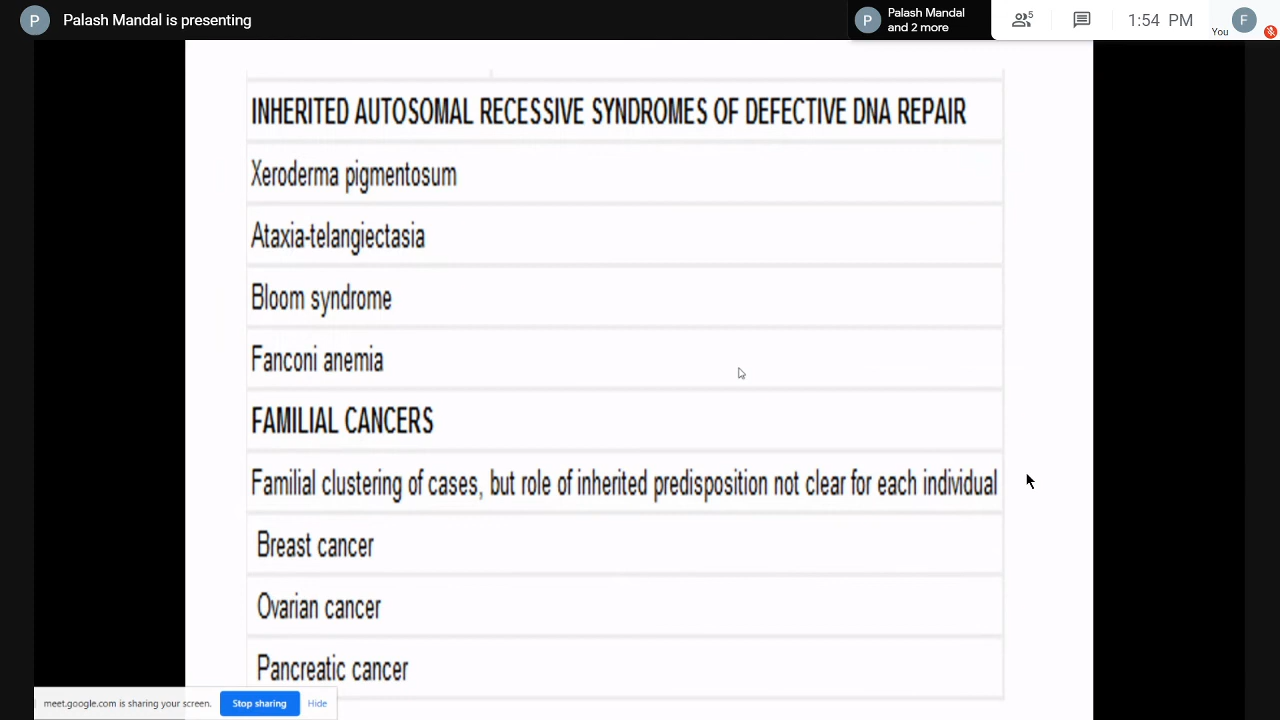 P
Palash Mandal is presenting
P
Palash Mandal
and 2 more
5
1:54 PM
You
F
INHERITED AUTOSOMAL RECESSIVE SYNDROMES OF DEFECTIVE DNA REPAIR
Xeroderma pigmentosum
Ataxia-telangiectasia
Bloom syndrome
Fanconi anemia
FAMILIAL CANCERS
Familial clustering of cases, but role of inherited predisposition not clear for each individual
Breast cancer
Ovarian cancer
Pancreatic cancer
meet.google.com is sharing your screen.
Stop sharing
Hide